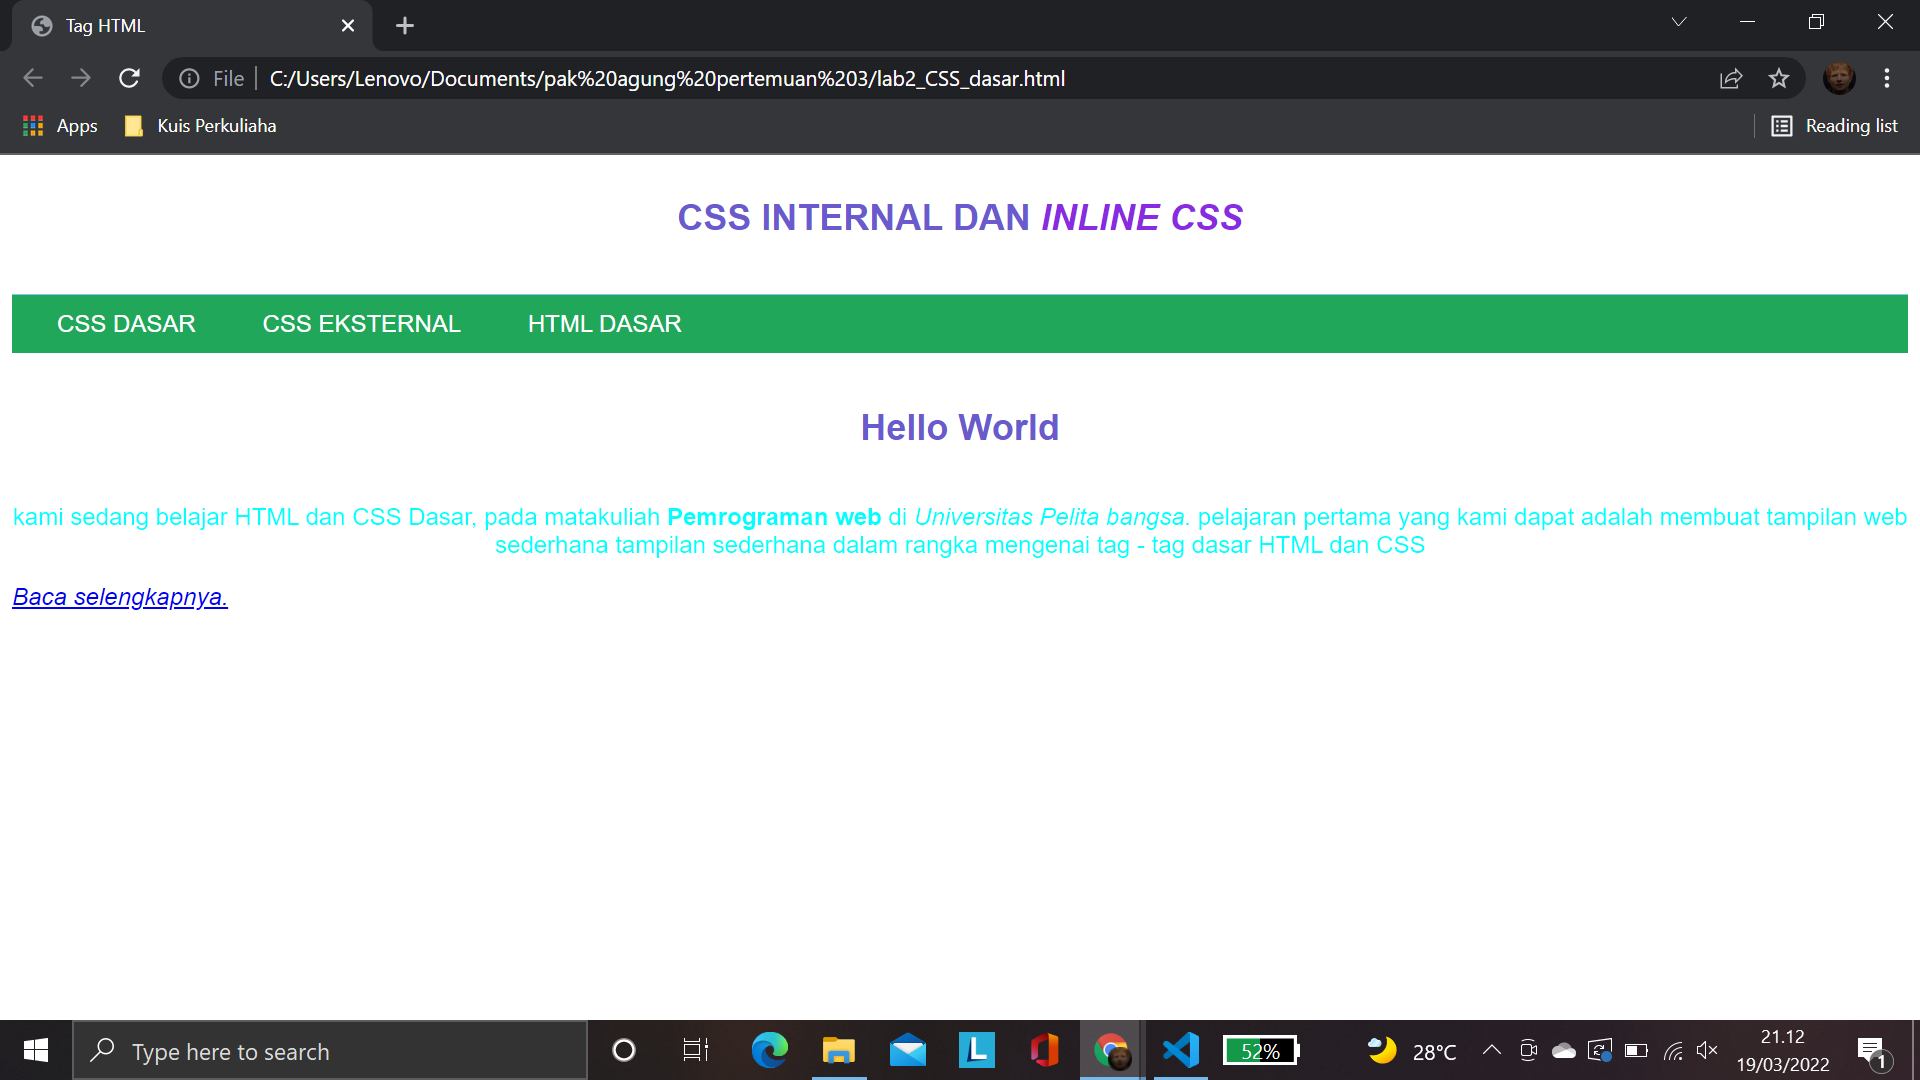 Tag HTML
File
C:/Users/Lenovo/Documents/pak%20agung%20pertemuan%203/lab2_CSS_dasar.html
Apps
Kuis Perkuliaha
Reading list
CSS INTERNAL DAN INLINE CSS
CSS DASAR
CSS EKSTERNAL
HTML DASAR
Hello World
kami sedang belajar HTML dan CSS Dasar, pada matakuliah Pemrograman web di Universitas Pelita bangsa. pelajaran pertama yang kami dapat adalah membuat tampilan web
sederhana tampilan sederhana dalam rangka mengenai tag - tag dasar HTML dan CSS
Baca selengkapnya.
Type here to search
L
52%
28°C
21.12
19/03/2022
1